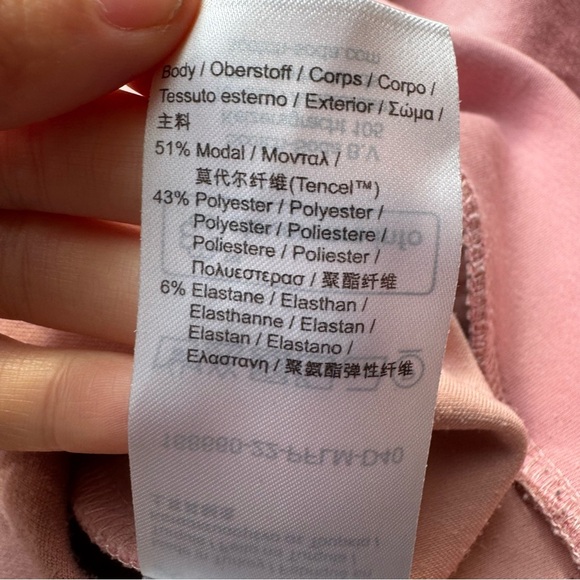 Body / Oberstoff / Corps / Corpo /
Tessuto esterno / Exterior / Σώμα /
主料
51% Modal / Μονταλ /
莫代尔纤维(Tencel™)
43% Polyester / Polyester /
Polyester / Poliestere /
Poliestere / Poliester /
Πολυεστερασ / 聚酯纤维
6% Elastane / Elasthan /
Elasthanne / Elastan /
Elastan / Elastano /
Ελαστανη / 聚氨酯弹性纤维